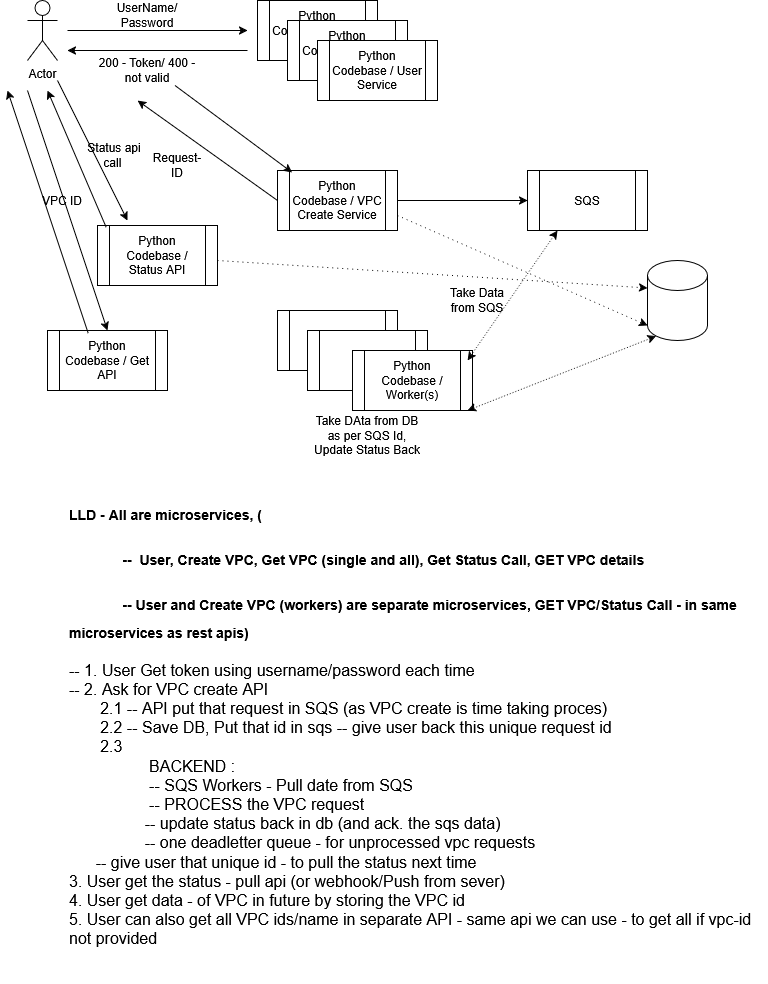 UserName/
Password
200 - Token/ 400 -
not valid
Actor
Python
Co
Python
Co
Python
Codebase / User
Service
Status api
call
Request-
ID
VPC ID
Python
Codebase / VPC
Create Service
SQS
Python
Codebase /
Status API
Take Data
from SQS
Python
Codebase / Get
API
Python
Codebase /
Worker(s)
Take DAta from DB
as per SQS Id,
Update Status Back
LLD - All are microservices, (
-- User, Create VPC, Get VPC (single and all), Get Status Call, GET VPC details
-- User and Create VPC (workers) are separate microservices, GET VPC/Status Call - in same
microservices as rest apis)
-- 1. User Get token using username/password each time
-- 2. Ask for VPC create API
2.1 -- API put that request in SQS (as VPC create is time taking proces)
2.2 -- Save DB, Put that id in sqs -- give user back this unique request id
2.3
BACKEND :
-- SQS Workers - Pull date from SQS
-- PROCESS the VPC request
-- update status back in db (and ack. the sqs data)
-- one deadletter queue - for unprocessed vpc requests
-- give user that unique id - to pull the status next time
3. User get the status - pull api (or webhook/Push from sever)
4. User get data - of VPC in future by storing the VPC id
5. User can also get all VPC ids/name in separate API - same api we can use - to get all if vpc-id
not provided